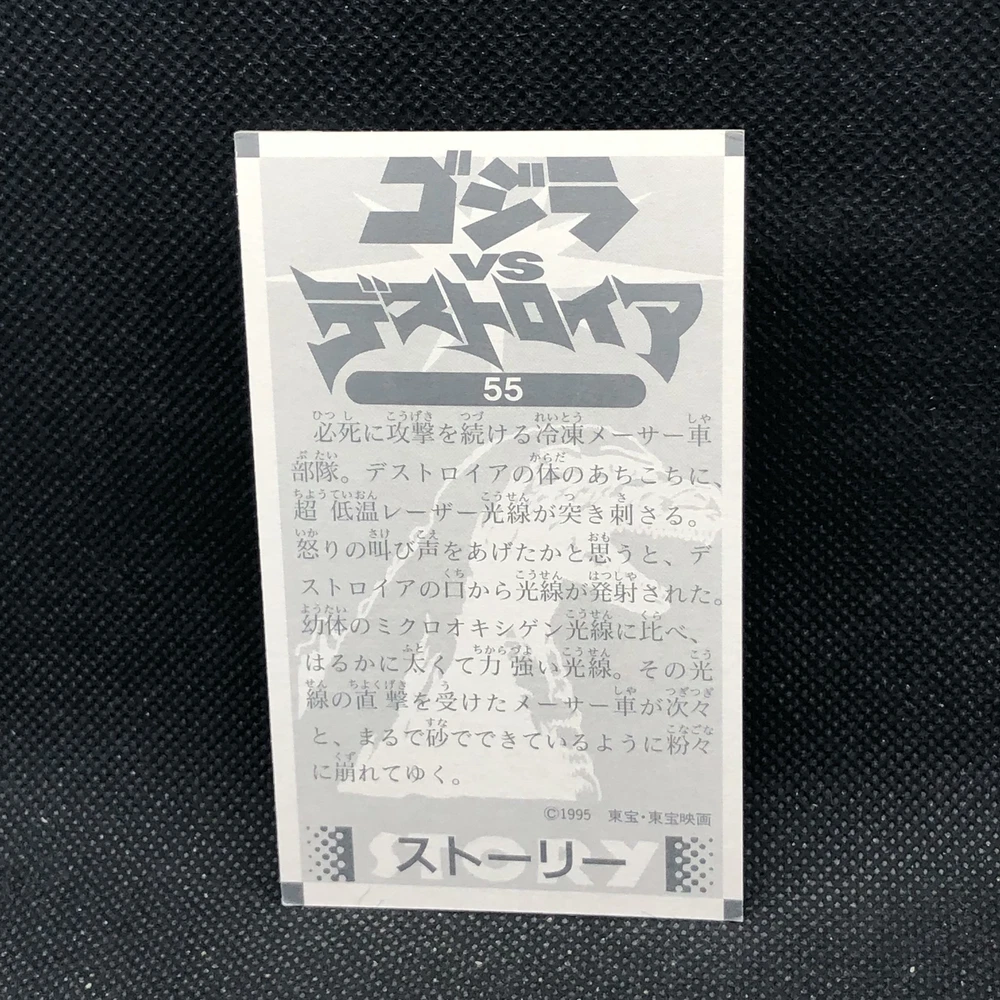 ゴジラ
VS
デストロイア
55
必死に攻撃を続ける冷凍メーサー車
部隊。デストロイアの体のあちこちに、
超低温レーザー光線が突き刺さる。
怒りの叫び声をあげたかと思うと、デ
ストロイアの口から光線が発射された。
幼体のミクロオキシゲン光線に比べ、
はるかに太くて力強い光線。その光
線の直撃を受けたメーサー車が次々
と、まるで砂でできているように粉々
に崩れてゆく。
©1995 東宝・東宝映画
STORY
ストーリー